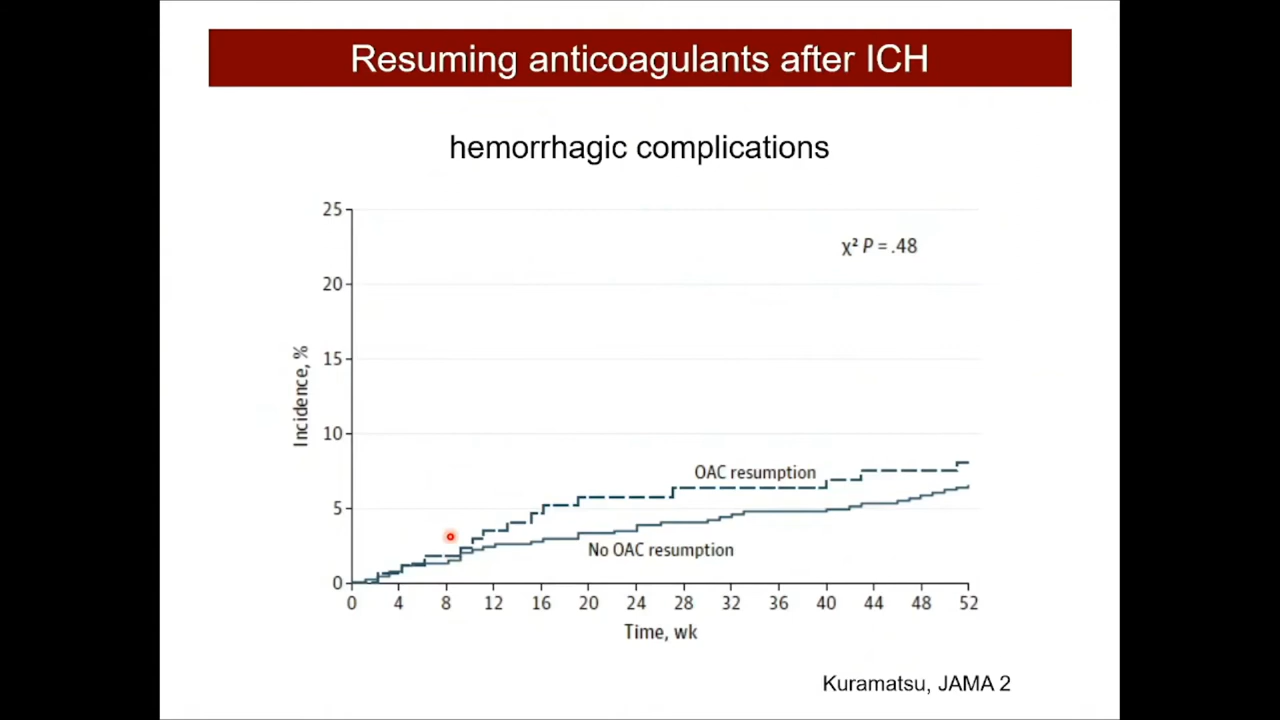 Resuming anticoagulants after ICH
hemorrhagic complications
25
χ² P = .48
20
15
Incidence, %
10
OAC resumption
5
No OAC resumption
0
0 4 8 12 16 20 24 28 32 36 40 44 48 52
Time, wk
Kuramatsu, JAMA 2